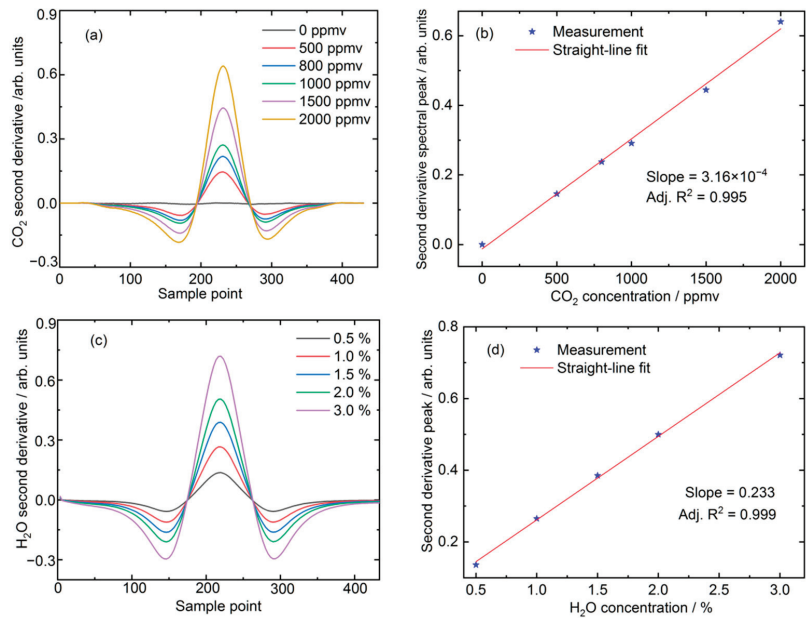 (a)
0 ppmv
500 ppmv
800 ppmv
1000 ppmv
1500 ppmv
2000 ppmv
0.9
0.6
0.3
0.0
−0.3
CO₂ second derivative /arb. units
0 100 200 300 400
Sample point
(b)
Measurement
Straight-line fit
Slope = 3.16×10⁻⁴
Adj. R² = 0.995
0.6
0.4
0.2
0.0
Second derivative spectral peak / arb. units
0 500 1000 1500 2000
CO₂ concentration / ppmv
(c)
0.5 %
1.0 %
1.5 %
2.0 %
3.0 %
0.9
0.6
0.3
0.0
−0.3
H₂O second derivative / arb. units
0 100 200 300 400
Sample point
(d)
Measurement
Straight-line fit
Slope = 0.233
Adj. R² = 0.999
0.8
0.6
0.4
0.2
Second derivative peak / arb. units
0.5 1.0 1.5 2.0 2.5 3.0
H₂O concentration / %